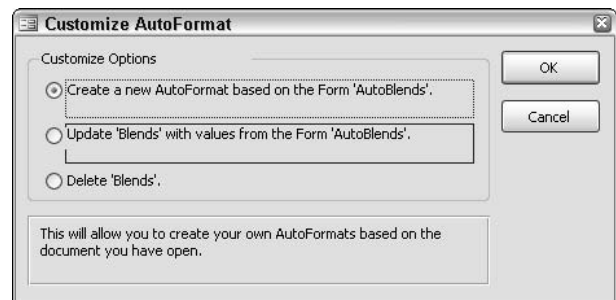 Customize AutoFormat
Customize Options
Create a new AutoFormat based on the Form 'AutoBlends'.
Update 'Blends' with values from the Form 'AutoBlends'.
Delete 'Blends'.
OK
Cancel
This will allow you to create your own AutoFormats based on the
document you have open.